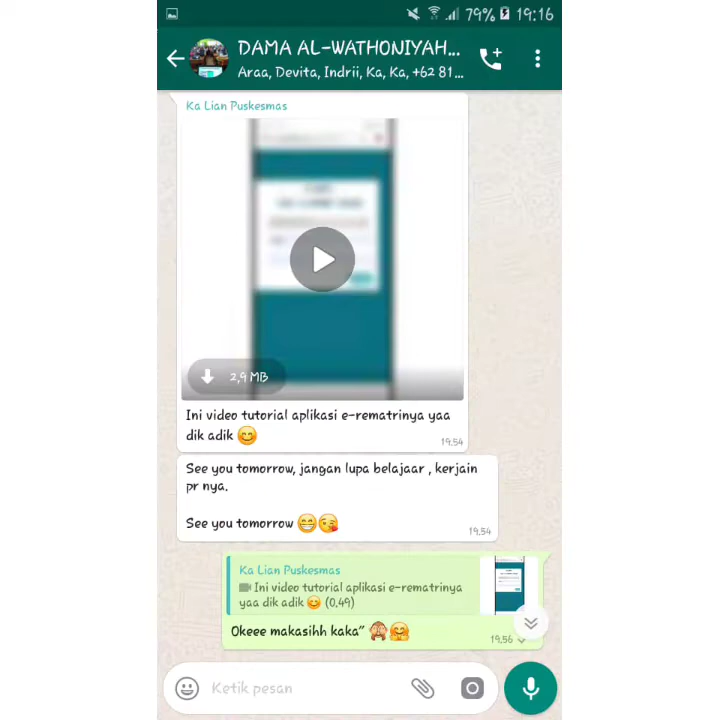 79% 19:16
DAMA AL-WATHONIYAH...
Araa, Devita, Indrii, Ka, Ka, +62 81...
Ka Lian Puskesmas
2,9 MB
Ini video tutorial aplikasi e-rematrinya yaa
dik adik 😊
19.54
See you tomorrow, jangan lupa belajaar , kerjain
pr nya.
See you tomorrow 😁😘
19.54
Ka Lian Puskesmas
Ini video tutorial aplikasi e-rematrinya
yaa dik adik 😊 (0.49)
Okeee makasihh kaka" 🙈🤗
19.56
Ketik pesan